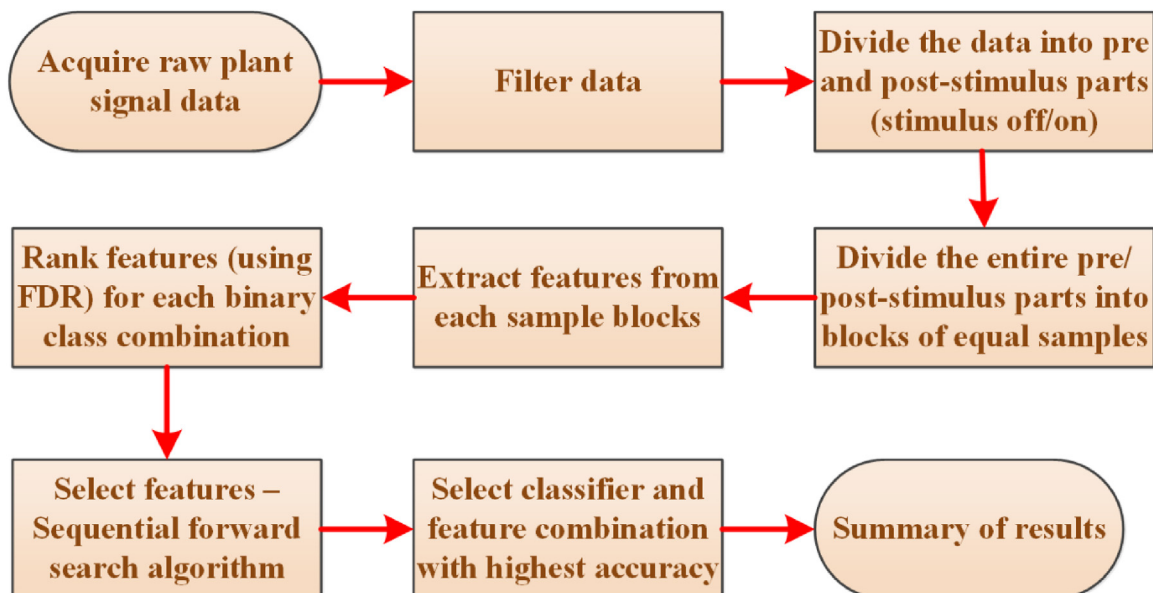 Acquire raw plant
signal data
Filter data
Divide the data into pre
and post-stimulus parts
(stimulus off/on)
Divide the entire pre/
post-stimulus parts into
blocks of equal samples
Extract features from
each sample blocks
Rank features (using
FDR) for each binary
class combination
Select features –
Sequential forward
search algorithm
Select classifier and
feature combination
with highest accuracy
Summary of results